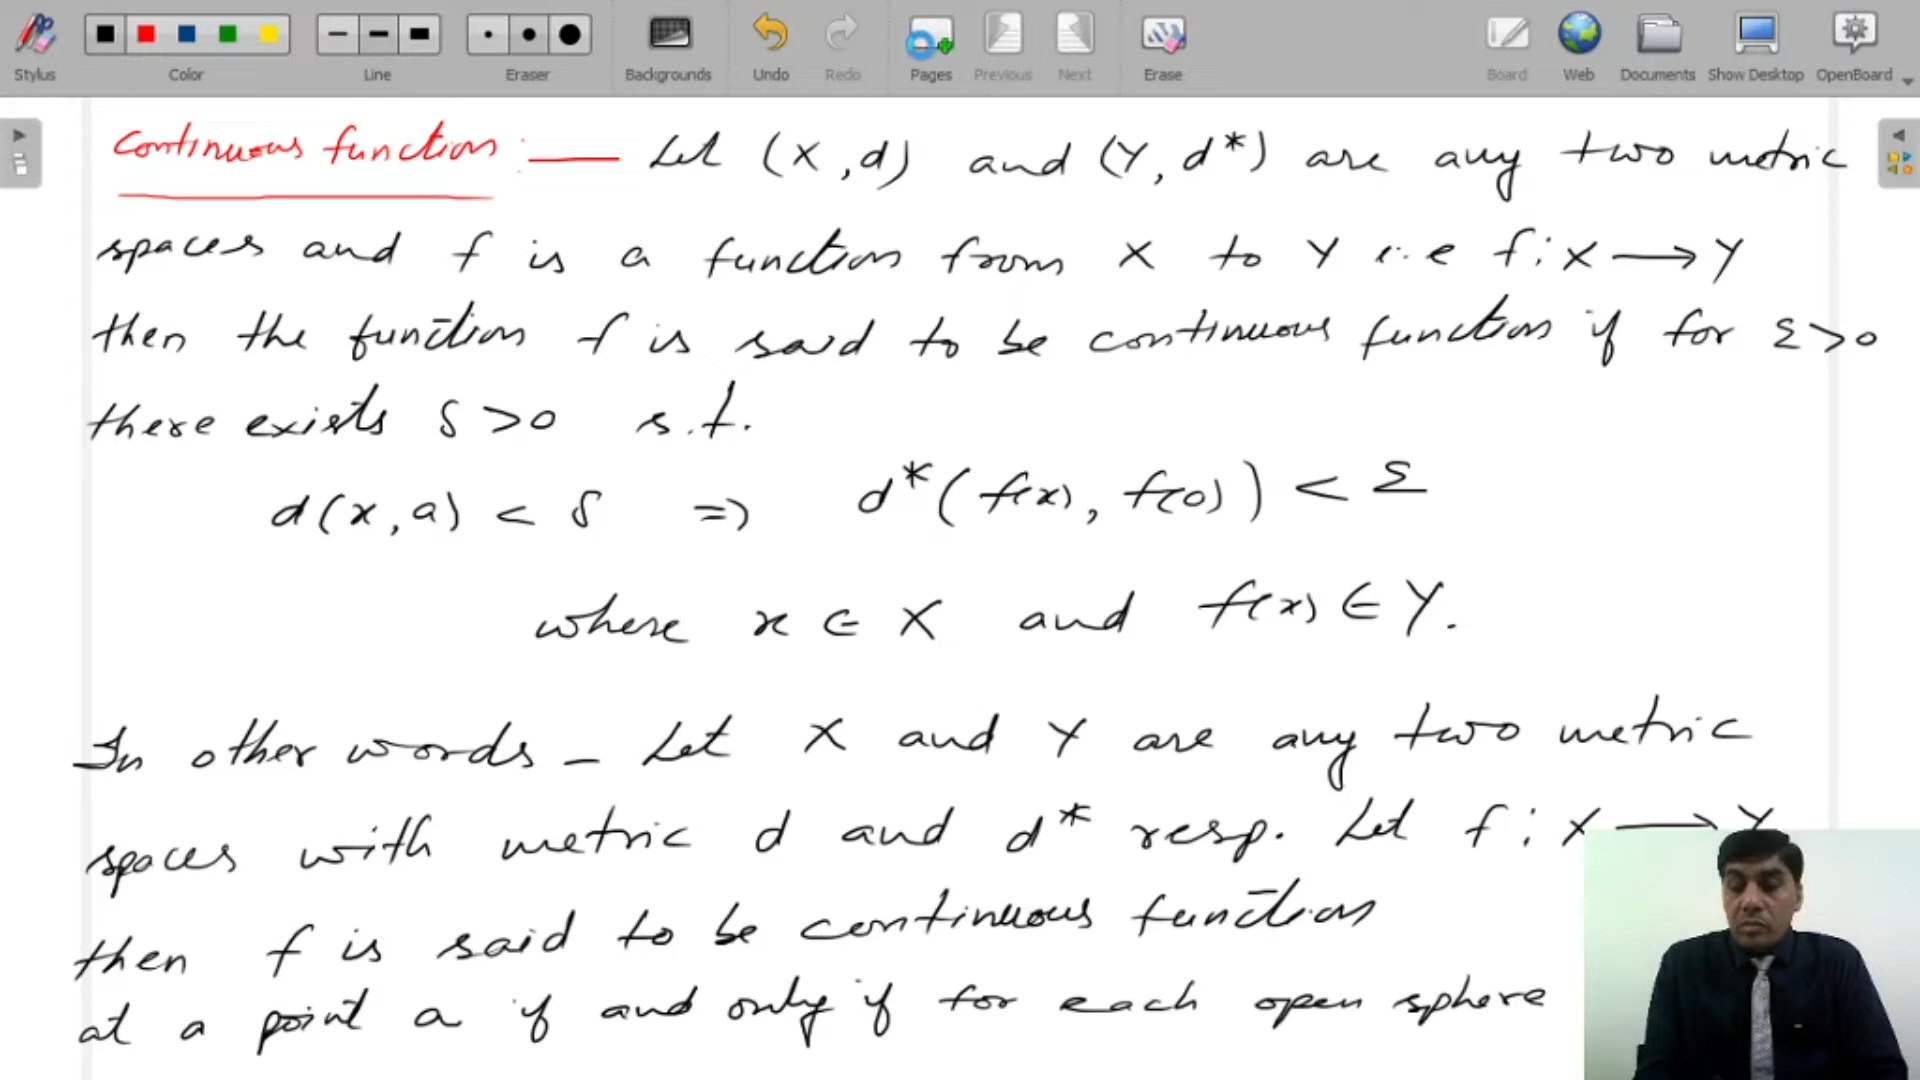 Stylus Color Line Eraser Backgrounds Undo Redo Pages Previous Next Erase Board Web Documents Show Desktop OpenBoard
Continuous function :— Let (X, d) and (Y, d*) are any two metric
spaces and f is a function from X to Y i.e f : X → Y
then the function f is said to be continuous function if for Σ>0
there exists δ >0 s.t.
d(x, a) < δ ⇒ d*(f(x), f(0)) < Σ
where x ∈ X and f(x) ∈ Y.
In other words - Let X and Y are any two metric
spaces with metric d and d* resp. Let f : X → Y
then f is said to be continuous function
at a point a if and only if for each open sphere